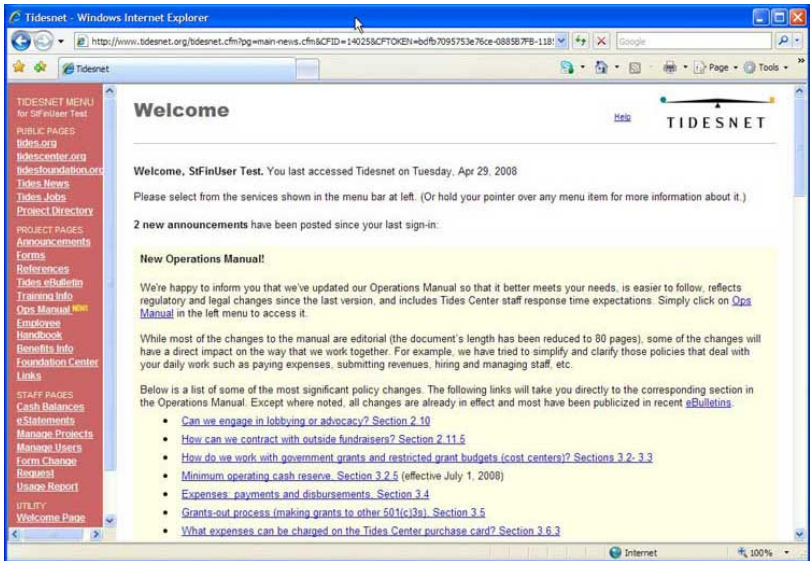 Tidesnet - Windows Internet Explorer
Google
Tidesnet
Page
Tools
TIDESNET MENU
for StFinUser Test
PUBLIC PAGES
tides.org
tidescenter.org
tidesfoundation.org
Tides News
Tides Jobs
Project Directory
PROJECT PAGES
Announcements
Forms
References
Tides eBulletin
Training Info
Ops Manual NEW!
Employee
Handbook
Benefits Info
Foundation Center
Links
STAFF PAGES
Cash Balances
eStatements
Manage Projects
Manage Users
Form Change
Request
Usage Report
UTILITY
Welcome Page
Welcome
Help
TIDESNET
Welcome, StFinUser Test. You last accessed Tidesnet on Tuesday, Apr 29, 2008
Please select from the services shown in the menu bar at left. (Or hold your pointer over any menu item for more information about it.)
2 new announcements have been posted since your last sign-in:
New Operations Manual!
We're happy to inform you that we've updated our Operations Manual so that it better meets your needs, is easier to follow, reflects
regulatory and legal changes since the last version, and includes Tides Center staff response time expectations. Simply click on Ops
Manual in the left menu to access it.
While most of the changes to the manual are editorial (the document's length has been reduced to 80 pages), some of the changes will
have a direct impact on the way that we work together. For example, we have tried to simplify and clarify those policies that deal with
your daily work such as paying expenses, submitting revenues, hiring and managing staff, etc.
Below is a list of some of the most significant policy changes. The following links will take you directly to the corresponding section in
the Operations Manual. Except where noted, all changes are already in effect and most have been publicized in recent eBulletins.
• Can we engage in lobbying or advocacy? Section 2.10
• How can we contract with outside fundraisers? Section 2.11.5
• How do we work with government grants and restricted grant budgets (cost centers)? Sections 3.2- 3.3
• Minimum operating cash reserve, Section 3.2.5 (effective July 1, 2008)
• Expenses, payments and disbursements, Section 3.4
• Grants-out process (making grants to other 501(c)3s), Section 3.5
• What expenses can be charged on the Tides Center purchase card? Section 3.6.3
Internet
100%